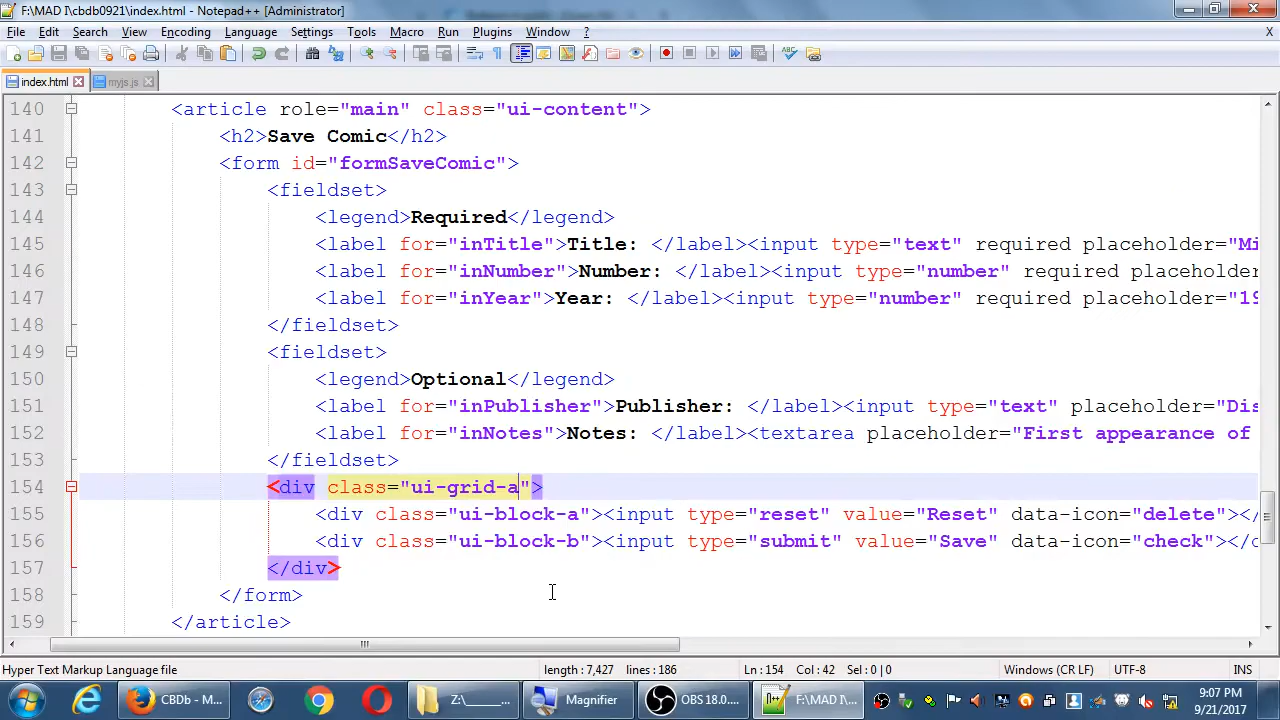 F:\MAD I\cbdb0921\index.html - Notepad++ [Administrator]
File Edit Search View Encoding Language Settings Tools Macro Run Plugins Window ? X
index.html myjs.js
140 <article role="main" class="ui-content">
141 <h2>Save Comic</h2>
142 <form id="formSaveComic">
143 <fieldset>
144 <legend>Required</legend>
145 <label for="inTitle">Title: </label><input type="text" required placeholder="Mi
146 <label for="inNumber">Number: </label><input type="number" required placeholder
147 <label for="inYear">Year: </label><input type="number" required placeholder="19
148 </fieldset>
149 <fieldset>
150 <legend>Optional</legend>
151 <label for="inPublisher">Publisher: </label><input type="text" placeholder="Dis
152 <label for="inNotes">Notes: </label><textarea placeholder="First appearance of
153 </fieldset>
154 <div class="ui-grid-a">
155 <div class="ui-block-a"><input type="reset" value="Reset" data-icon="delete"></
156 <div class="ui-block-b"><input type="submit" value="Save" data-icon="check"></
157 </div>
158 </form>
159 </article>
Hyper Text Markup Language file length : 7,427 lines : 186 Ln : 154 Col : 42 Sel : 0 | 0 Windows (CR LF) UTF-8 INS
CBDb - M... Z:\_____... Magnifier OBS 18.0.... F:\MAD I\... 9:07 PM
9/21/2017